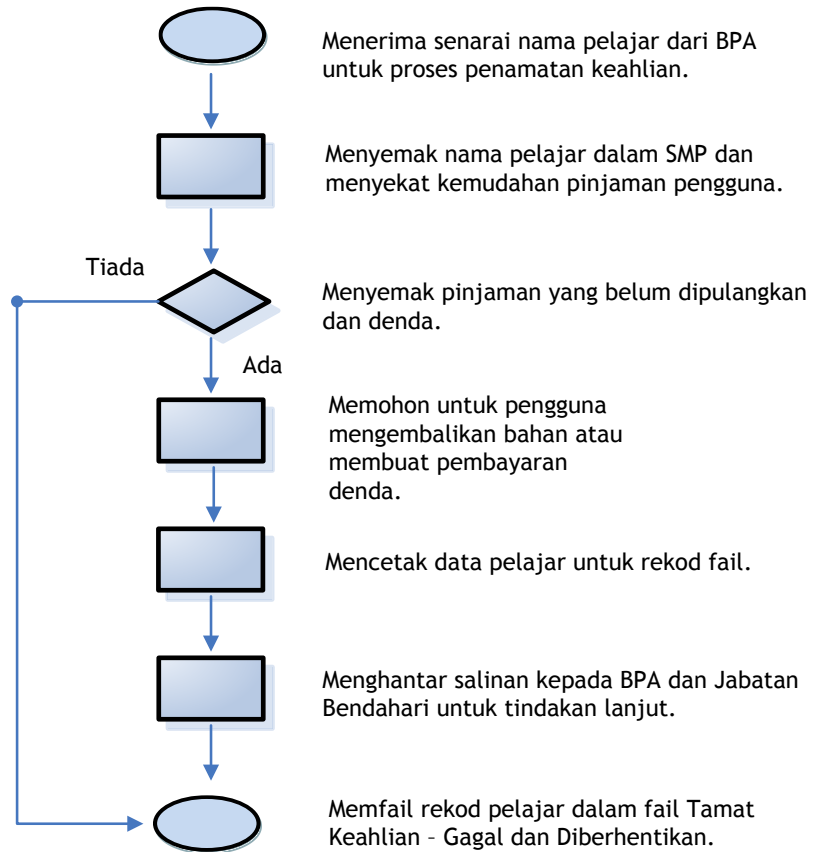 Menerima senarai nama pelajar dari BPA
untuk proses penamatan keahlian.
Menyemak nama pelajar dalam SMP dan
menyekat kemudahan pinjaman pengguna.
Tiada
Menyemak pinjaman yang belum dipulangkan
dan denda.
Ada
Memohon untuk pengguna
mengembalikan bahan atau
membuat pembayaran
denda.
Mencetak data pelajar untuk rekod fail.
Menghantar salinan kepada BPA dan Jabatan
Bendahari untuk tindakan lanjut.
Memfail rekod pelajar dalam fail Tamat
Keahlian – Gagal dan Diberhentikan.